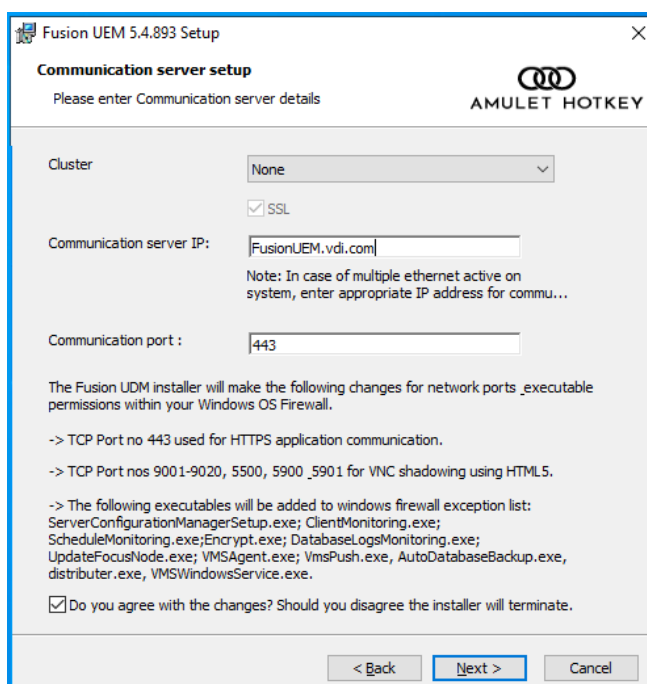 Fusion UEM 5.4.893 Setup
Communication server setup
Please enter Communication server details
AMULET HOTKEY
Cluster
None
SSL
Communication server IP:
FusionUEM.vdi.com
Note: In case of multiple ethernet active on
system, enter appropriate IP address for commu...
Communication port :
443
The Fusion UDM installer will make the following changes for network ports _executable
permissions within your Windows OS Firewall.
-> TCP Port no 443 used for HTTPS application communication.
-> TCP Port nos 9001-9020, 5500, 5900 _5901 for VNC shadowing using HTML5.
-> The following executables will be added to windows firewall exception list:
ServerConfigurationManagerSetup.exe; ClientMonitoring.exe;
ScheduleMonitoring.exe;Encrypt.exe; DatabaseLogsMonitoring.exe;
UpdateFocusNode.exe; VMSAgent.exe; VmsPush.exe, AutoDatabaseBackup.exe,
distributer.exe, VMSWindowsService.exe.
Do you agree with the changes? Should you disagree the installer will terminate.
< Back
Next >
Cancel